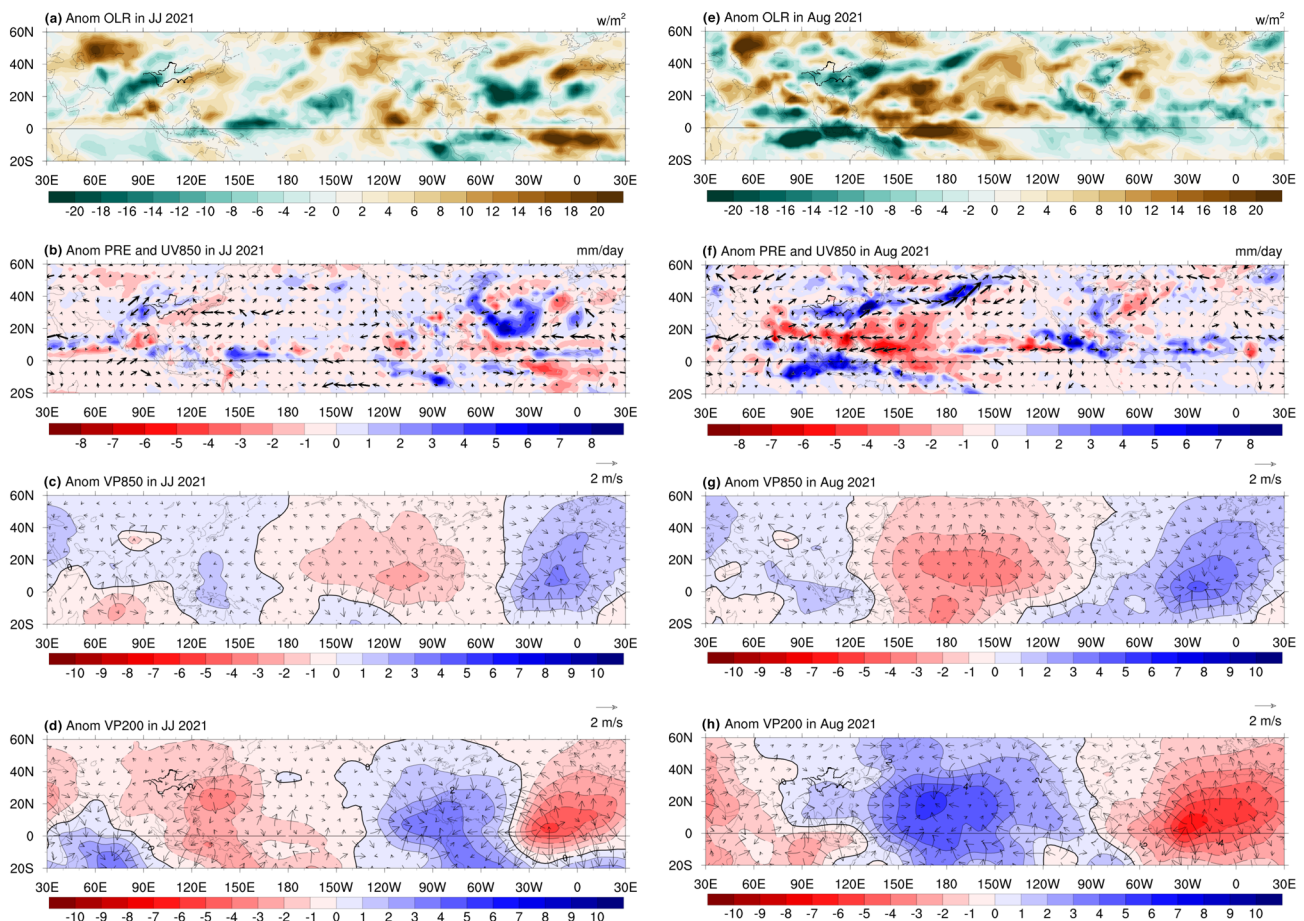 (a) Anom OLR in JJ 2021 w/m²
60N
40N
20N
0
20S
30E 60E 90E 120E 150E 180 150W 120W 90W 60W 30W 0 30E
-20 -18 -16 -14 -12 -10 -8 -6 -4 -2 0 2 4 6 8 10 12 14 16 18 20
(b) Anom PRE and UV850 in JJ 2021 mm/day
60N
40N
20N
0
20S
30E 60E 90E 120E 150E 180 150W 120W 90W 60W 30W 0 30E
-8 -7 -6 -5 -4 -3 -2 -1 0 1 2 3 4 5 6 7 8
(c) Anom VP850 in JJ 2021 2 m/s
60N
40N
20N
0
20S
0
30E 60E 90E 120E 150E 180 150W 120W 90W 60W 30W 0 30E
-10 -9 -7 -6 -5 -4 -3 -2 -1 0 1 2 3 4 5 6 7 9 10
(d) Anom VP200 in JJ 2021 2 m/s
60N
40N
20N
0
20S
0
2
0
0
30E 60E 90E 120E 150E 180 150W 120W 90W 60W 30W 0 30E
-10 -9 -7 -6 -5 -4 -3 -2 -1 0 1 2 3 4 5 6 7 9 10
(e) Anom OLR in Aug 2021 w/m²
60N
40N
20N
0
20S
30E 60E 90E 120E 150E 180 150W 120W 90W 60W 30W 0 30E
-20 -18 -16 -14 -12 -10 -8 -6 -4 -2 0 2 4 6 8 10 12 14 16 18 20
(f) Anom PRE and UV850 in Aug 2021 mm/day
60N
40N
20N
0
20S
30E 60E 90E 120E 150E 180 150W 120W 90W 60W 30W 0 30E
-8 -7 -6 -5 -4 -3 -2 -1 0 1 2 3 4 5 6 7 8
(g) Anom VP850 in Aug 2021 2 m/s
60N
40N
20N
0
20S
-2
30E 60E 90E 120E 150E 180 150W 120W 90W 60W 30W 0 30E
-10 -9 -7 -6 -5 -4 -3 -2 -1 0 1 2 3 4 5 6 7 9 10
(h) Anom VP200 in Aug 2021 2 m/s
60N
40N
20N
0
20S
0
2
4
2
0
-4
30E 60E 90E 120E 150E 180 150W 120W 90W 60W 30W 0 30E
-10 -9 -7 -6 -5 -4 -3 -2 -1 0 1 2 3 4 5 6 7 9 10